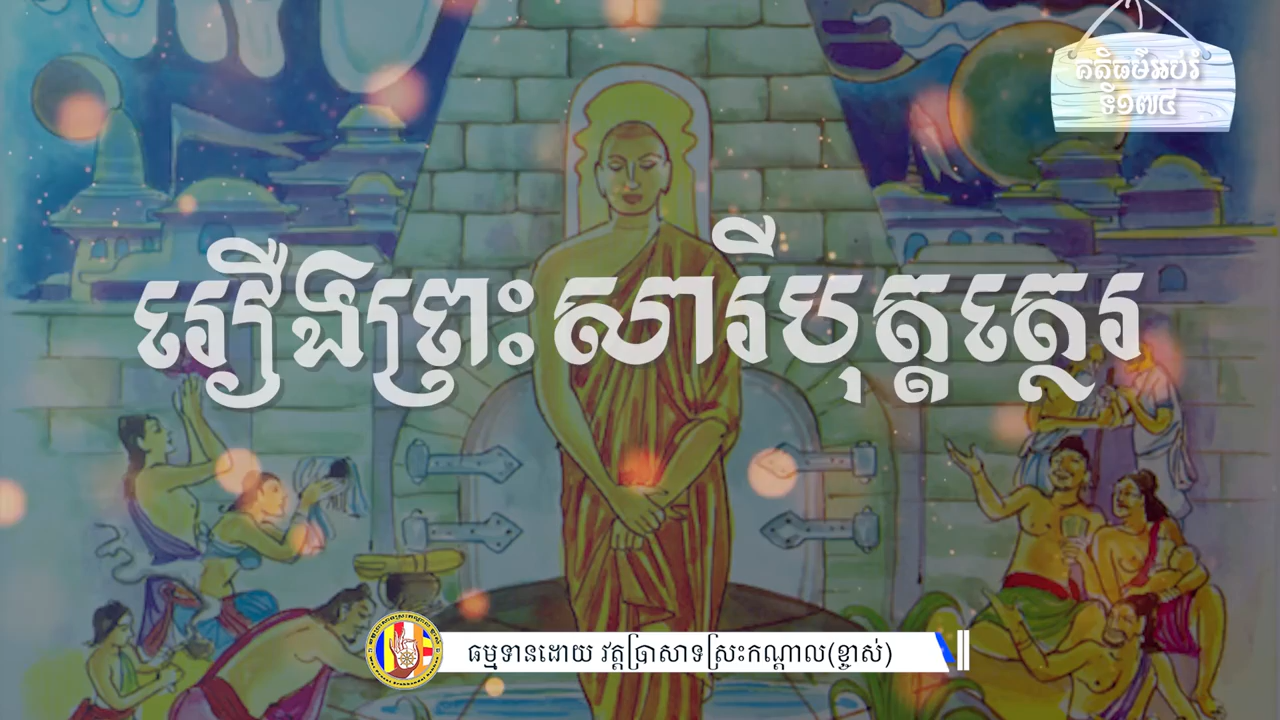 គតិធម៌អប់រំ
ទី១៧៤
រឿងព្រះសារីបុត្តត្ថេរ
ធម្មទានដោយ វត្តប្រាសាទស្រះកណ្តាល(ខ្ចាស់)